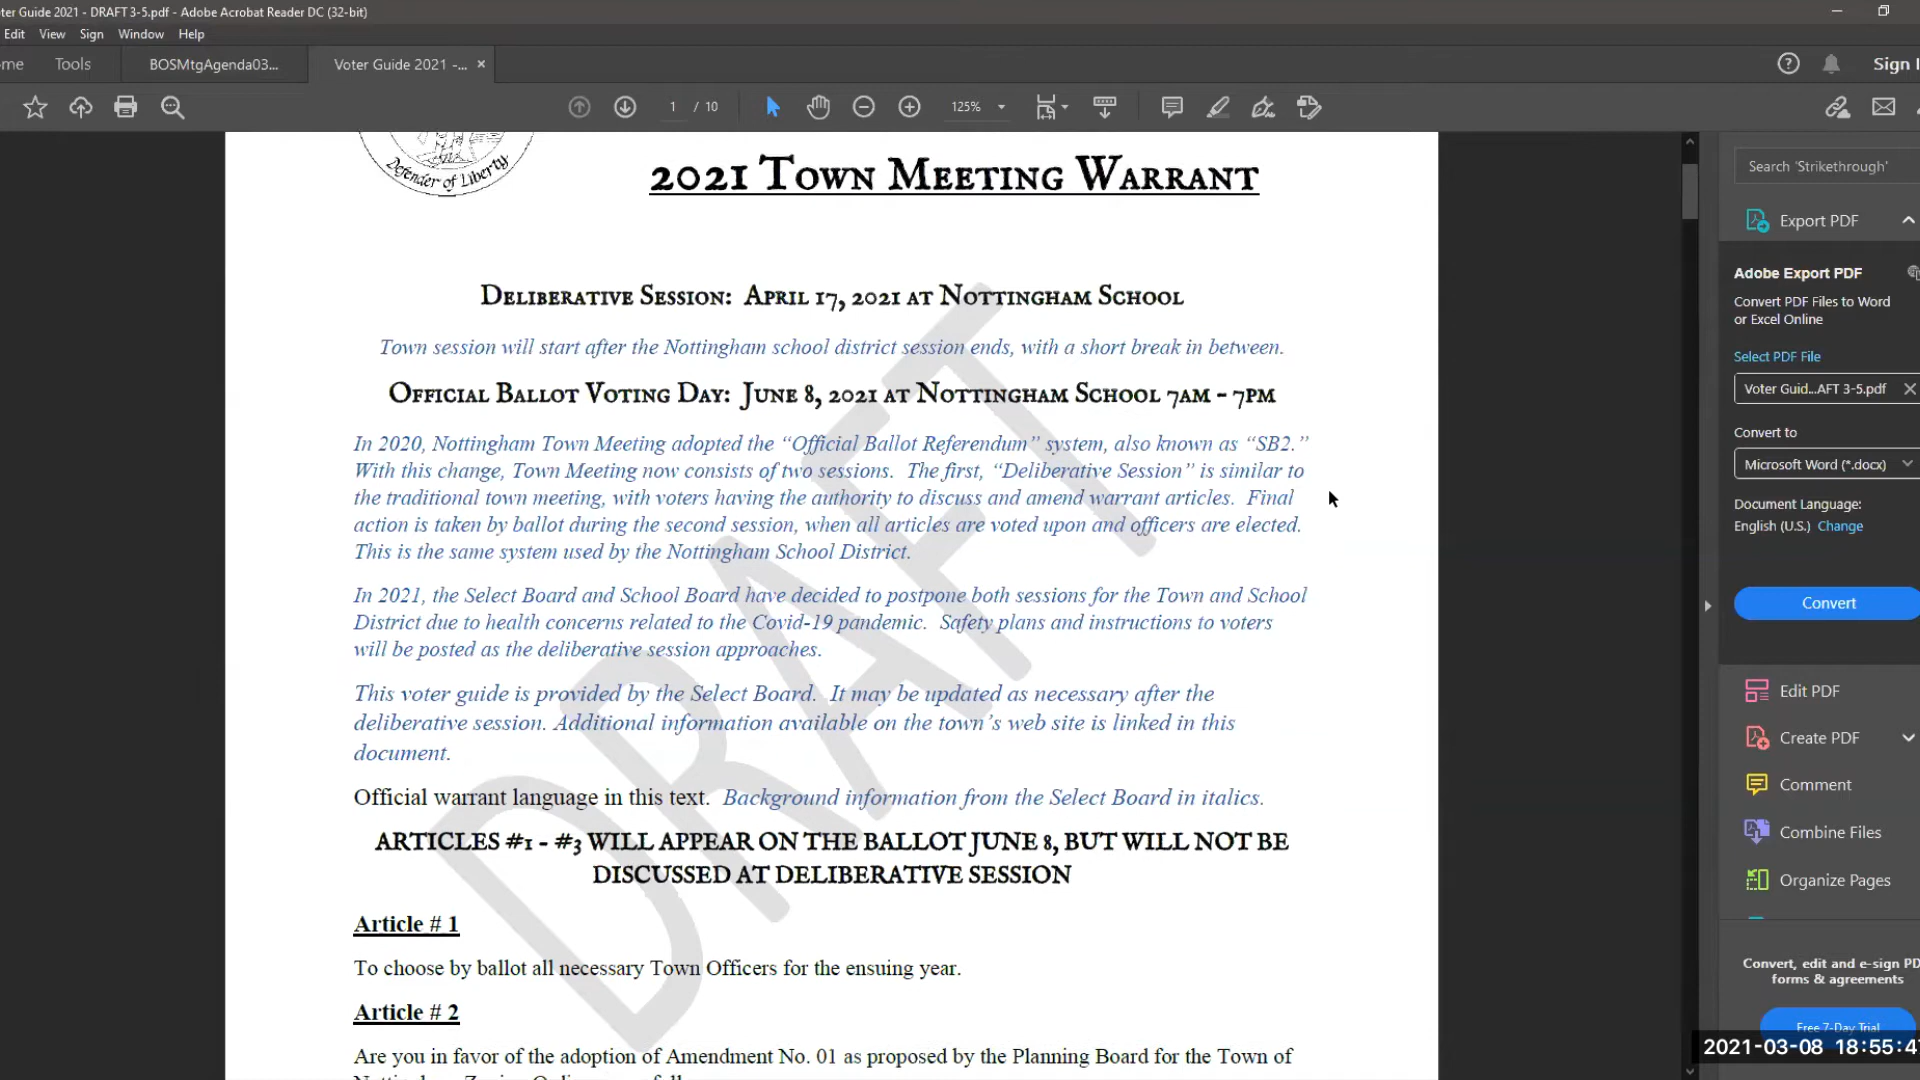 ter Guide 2021 - DRAFT 3-5.pdf - Adobe Acrobat Reader DC (32-bit)
Edit View Sign Window Help
me Tools BOSMtgAgenda03... Voter Guide 2021 -... × Sign I
1 / 10 125%
Defender of Liberty
2021 Town Meeting Warrant
Deliberative Session: April 17, 2021 at Nottingham School
Town session will start after the Nottingham school district session ends, with a short break in between.
Official Ballot Voting Day: June 8, 2021 at Nottingham School 7am - 7pm
In 2020, Nottingham Town Meeting adopted the “Official Ballot Referendum” system, also known as “SB2.”
With this change, Town Meeting now consists of two sessions. The first, “Deliberative Session” is similar to
the traditional town meeting, with voters having the authority to discuss and amend warrant articles. Final
action is taken by ballot during the second session, when all articles are voted upon and officers are elected.
This is the same system used by the Nottingham School District.
In 2021, the Select Board and School Board have decided to postpone both sessions for the Town and School
District due to health concerns related to the Covid-19 pandemic. Safety plans and instructions to voters
will be posted as the deliberative session approaches.
This voter guide is provided by the Select Board. It may be updated as necessary after the
deliberative session. Additional information available on the town’s web site is linked in this
document.
Official warrant language in this text. Background information from the Select Board in italics.
ARTICLES #1 - #3 WILL APPEAR ON THE BALLOT JUNE 8, BUT WILL NOT BE
DISCUSSED AT DELIBERATIVE SESSION
Article # 1
To choose by ballot all necessary Town Officers for the ensuing year.
Article # 2
Are you in favor of the adoption of Amendment No. 01 as proposed by the Planning Board for the Town of
DRAFT
Search 'Strikethrough'
Export PDF
Adobe Export PDF
Convert PDF Files to Word
or Excel Online
Select PDF File
Voter Guid...AFT 3-5.pdf ×
Convert to
Microsoft Word (*.docx)
Document Language:
English (U.S.) Change
Convert
Edit PDF
Create PDF
Comment
Combine Files
Organize Pages
Convert, edit and e-sign PD
forms & agreements
Free 7-Day Trial
2021-03-08 18:55:4